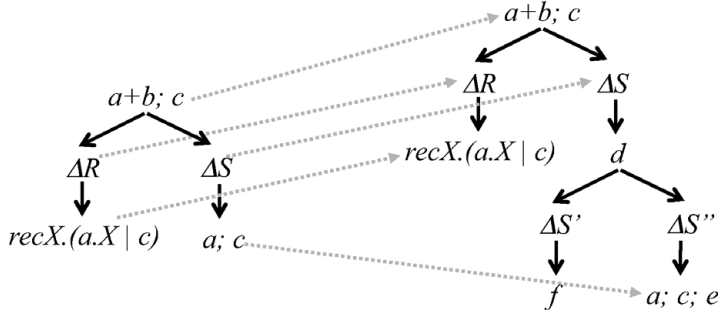 a+b; c
ΔR ΔS
recX.(a.X | c) a; c
a+b; c
ΔR ΔS
recX.(a.X | c) d
ΔS’ ΔS”
f a; c; e